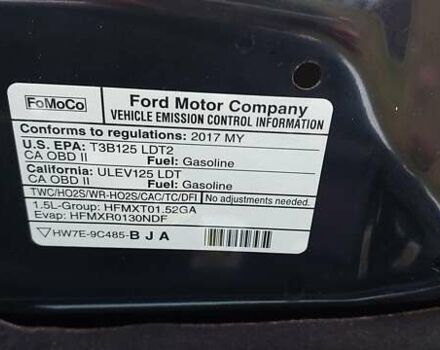 FoMoCo
Ford Motor Company
VEHICLE EMISSION CONTROL INFORMATION
Conforms to regulations: 2017 MY
U.S. EPA: T3B125 LDT2
CA OBD II Fuel: Gasoline
California: ULEV125 LDT
CA OBD II Fuel: Gasoline
TWC/HO2S/WR-HO2S/CAC/TC/DFI No adjustments needed.
1.5L-Group: HFMXT01.52GA
Evap: HFMXR0130NDF
HW7E-9C485-B J A